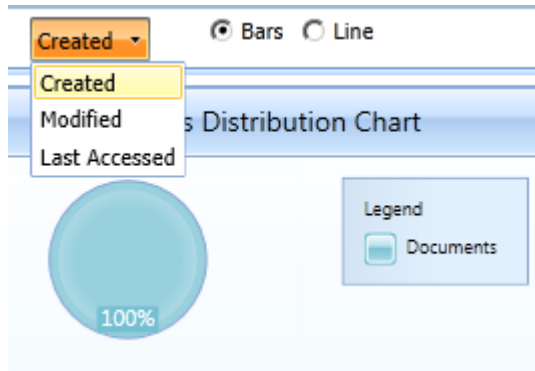 Created
Bars
Line
Created
Modified
Last Accessed
s Distribution Chart
Legend
Documents
100%